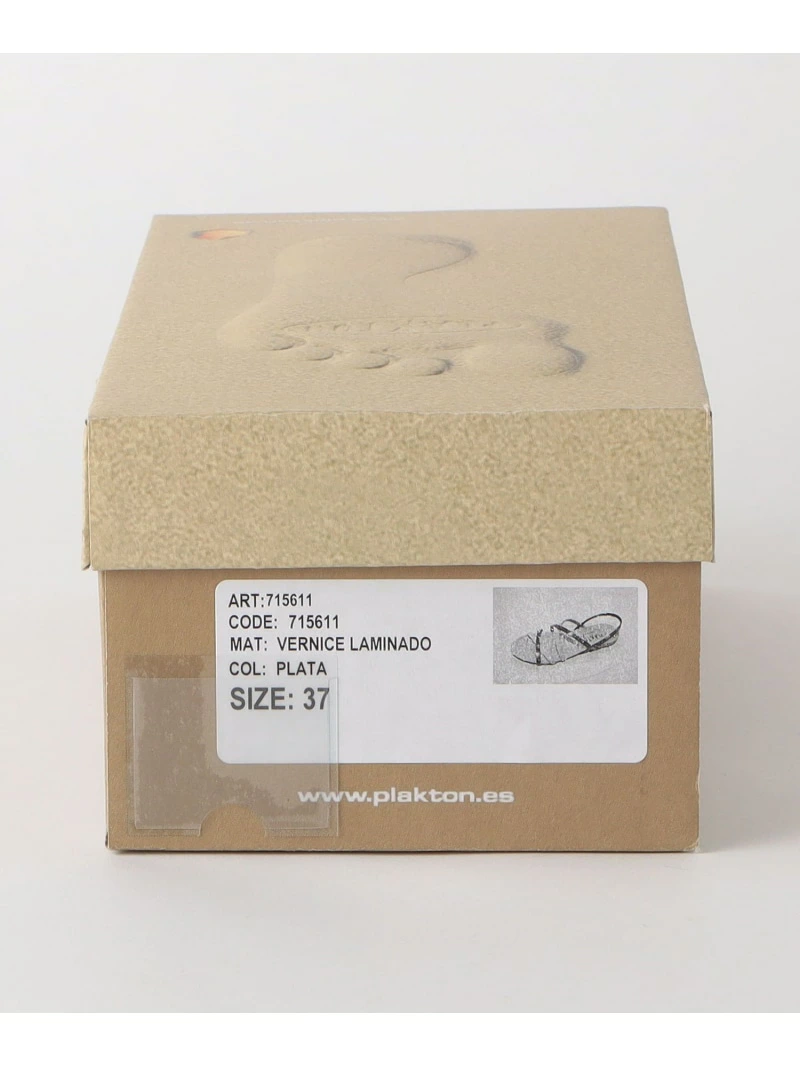 ART:715611
CODE: 715611
MAT: VERNICE LAMINADO
COL: PLATA
SIZE: 37
www.plakton.es